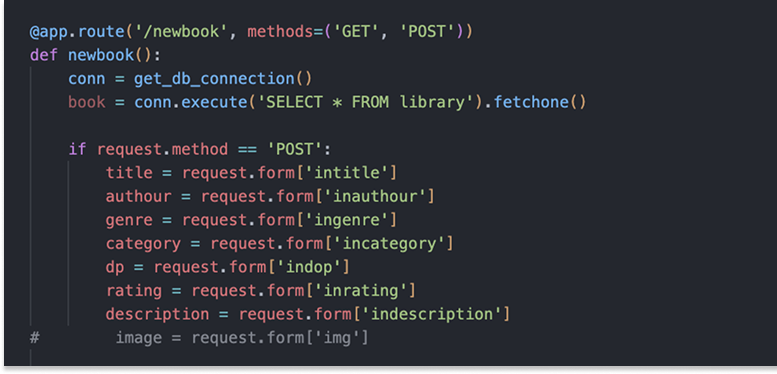 @app.route('/newbook', methods=('GET', 'POST'))
def newbook():
    conn = get_db_connection()
    book = conn.execute('SELECT * FROM library').fetchone()

    if request.method == 'POST':
        title = request.form['intitle']
        authour = request.form['inauthour']
        genre = request.form['ingenre']
        category = request.form['incategory']
        dp = request.form['indop']
        rating = request.form['inrating']
        description = request.form['indescription']
#        image = request.form['img']